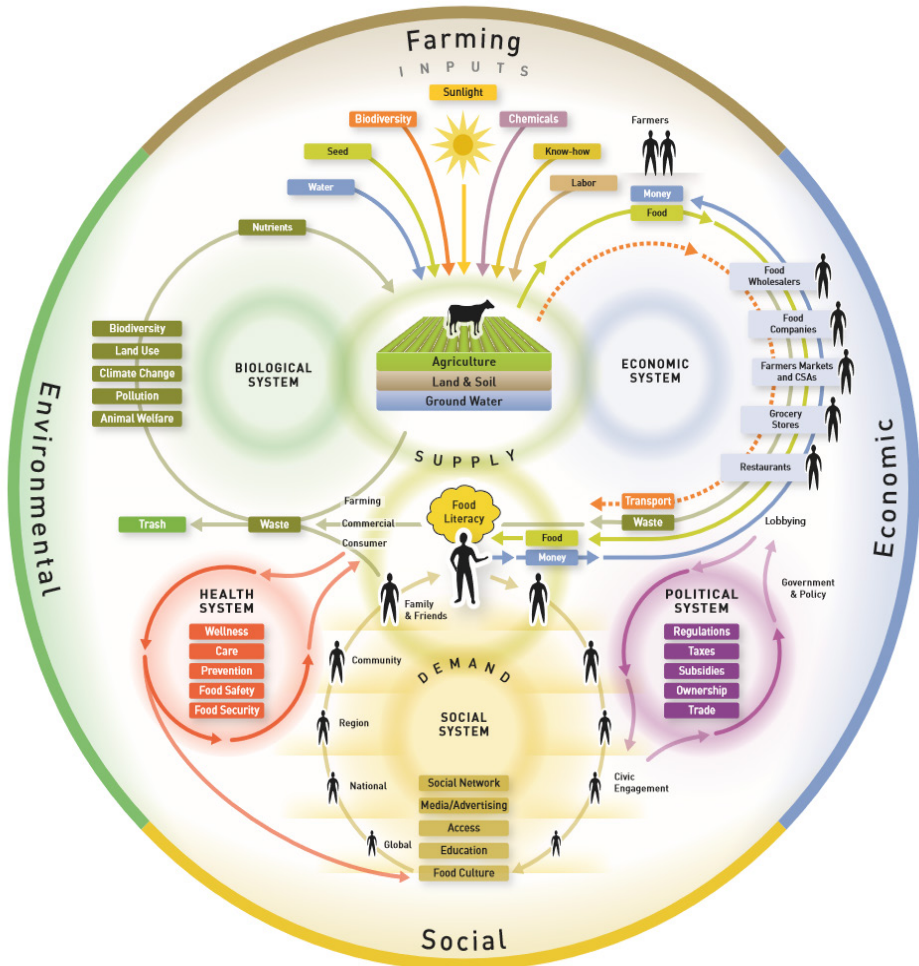 Farming
INPUTS
Sunlight
Biodiversity
Chemicals
Farmers
Seed
Know-how
Water
Labor
Money
Food
Nutrients
Food
Wholesalers
Food
Companies
Farmers Markets
and CSAs
Grocery
Stores
Restaurants
Biodiversity
Land Use
Climate Change
Pollution
Animal Welfare
BIOLOGICAL
SYSTEM
Agriculture
Land & Soil
Ground Water
ECONOMIC
SYSTEM
Environmental
Economic
SUPPLY
Farming
Commercial
Consumer
Trash
Waste
Food
Literacy
Transport
Waste
Food
Money
Lobbying
Government
& Policy
HEALTH
SYSTEM
Wellness
Care
Prevention
Food Safety
Food Security
Family
& Friends
Community
Region
National
Global
DEMAND
SOCIAL
SYSTEM
Social Network
Media/Advertising
Access
Education
Food Culture
POLITICAL
SYSTEM
Regulations
Taxes
Subsidies
Ownership
Trade
Civic
Engagement
Social